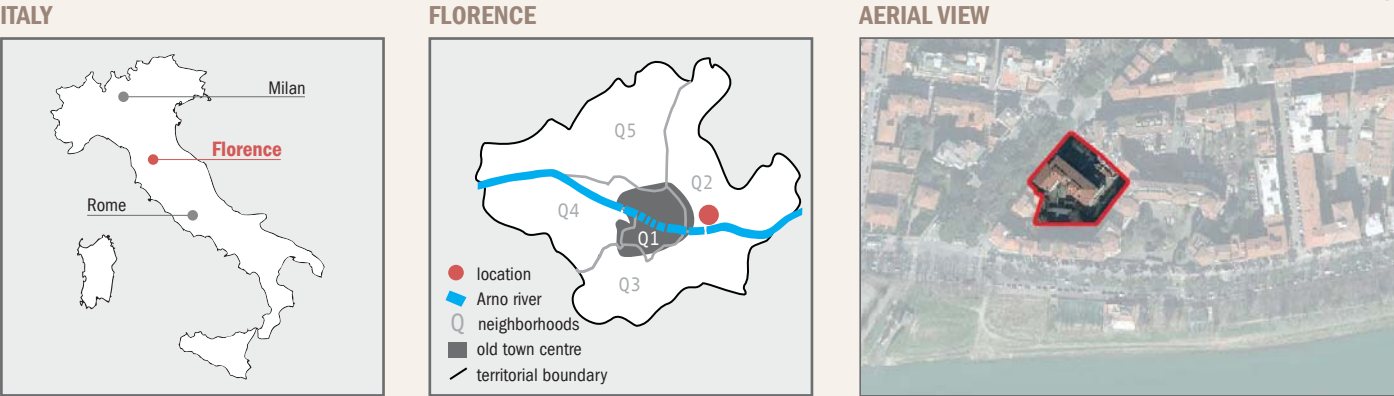 ITALY
Milan
Florence
Rome
FLORENCE
Q5
Q2
Q4
Q1
Q3
location
Arno river
Q neighborhoods
old town centre
territorial boundary
AERIAL VIEW